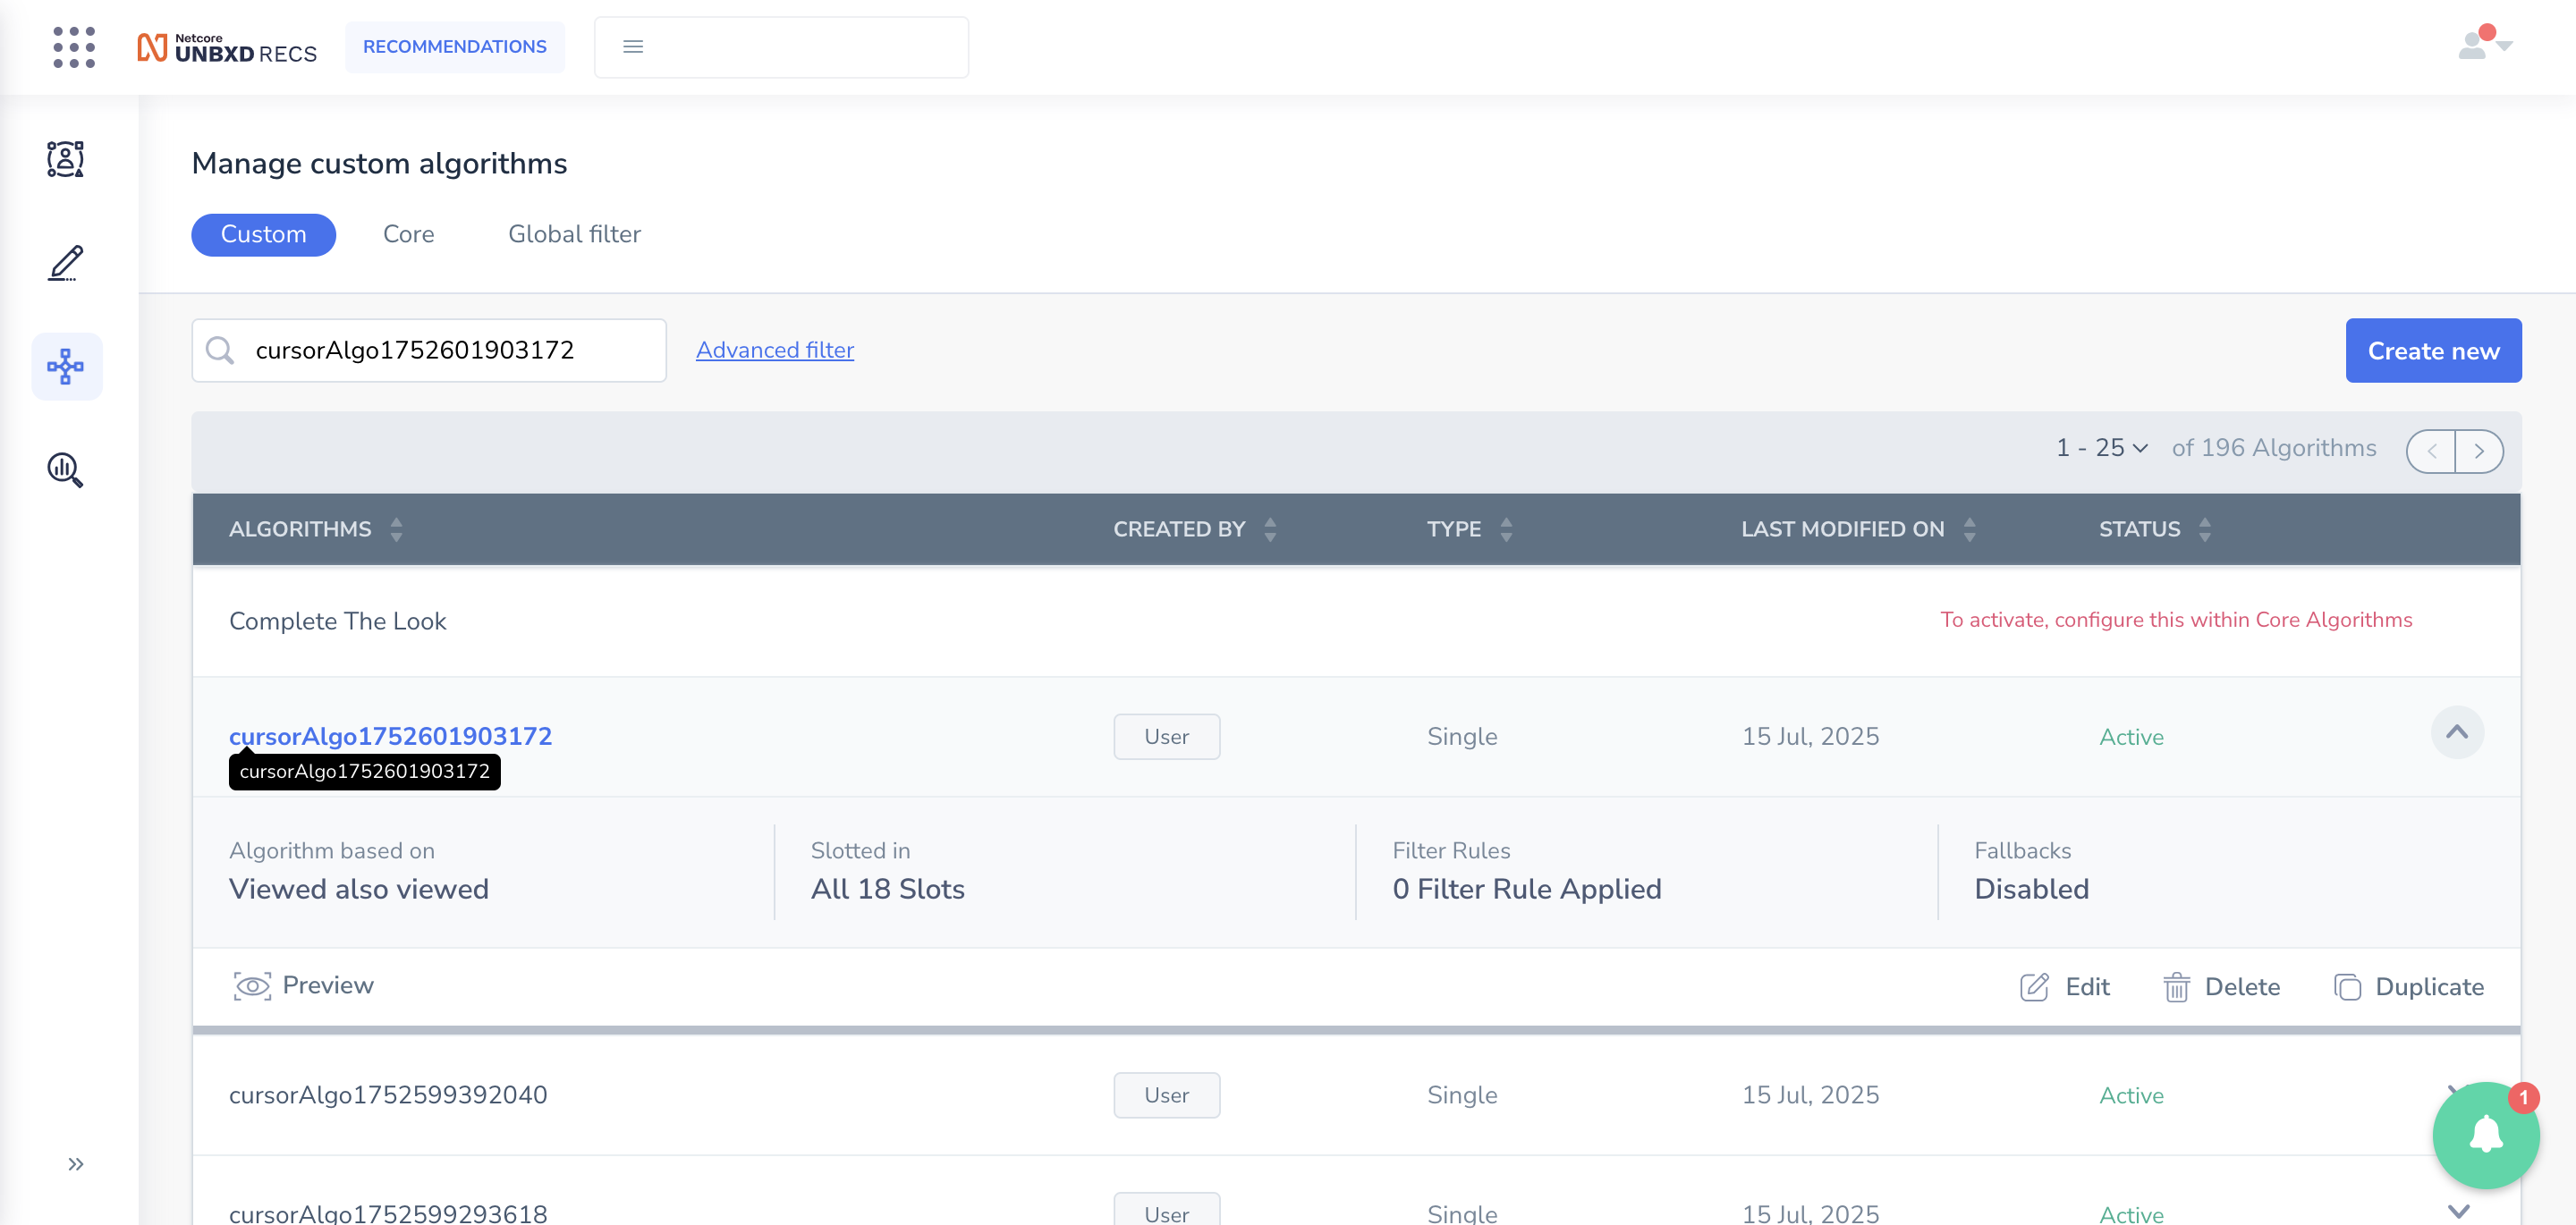 Netcore
UNBXD RECS
RECOMMENDATIONS
Manage custom algorithms
Custom
Core
Global filter
cursorAlgo1752601903172
Advanced filter
Create new
1 - 25
of 196 Algorithms
ALGORITHMS
CREATED BY
TYPE
LAST MODIFIED ON
STATUS
Complete The Look
To activate, configure this within Core Algorithms
cursorAlgo1752601903172
User
Single
15 Jul, 2025
Active
cursorAlgo1752601903172
Algorithm based on
Viewed also viewed
Slotted in
All 18 Slots
Filter Rules
0 Filter Rule Applied
Fallbacks
Disabled
Preview
Edit
Delete
Duplicate
cursorAlgo1752599392040
User
Single
15 Jul, 2025
Active
1
cursorAlgo1752599293618
User
Single
15 Jul, 2025
Active